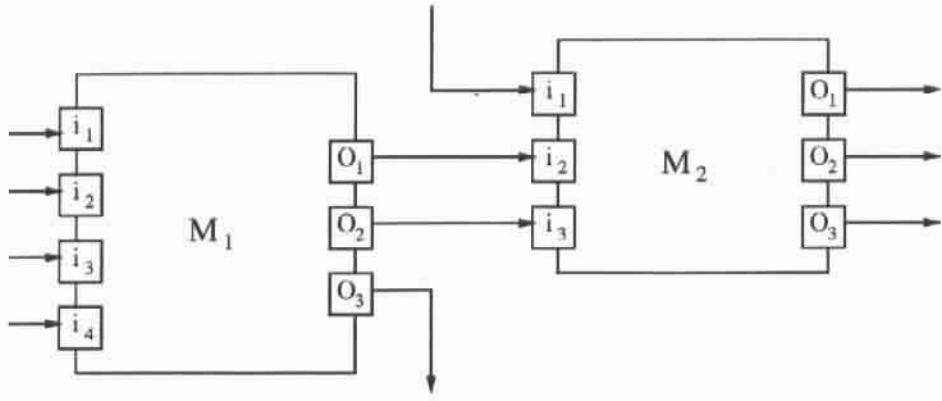 i₁
i₂
i₃
i₄
M₁
O₁
O₂
O₃
i₁
i₂
i₃
M₂
O₁
O₂
O₃